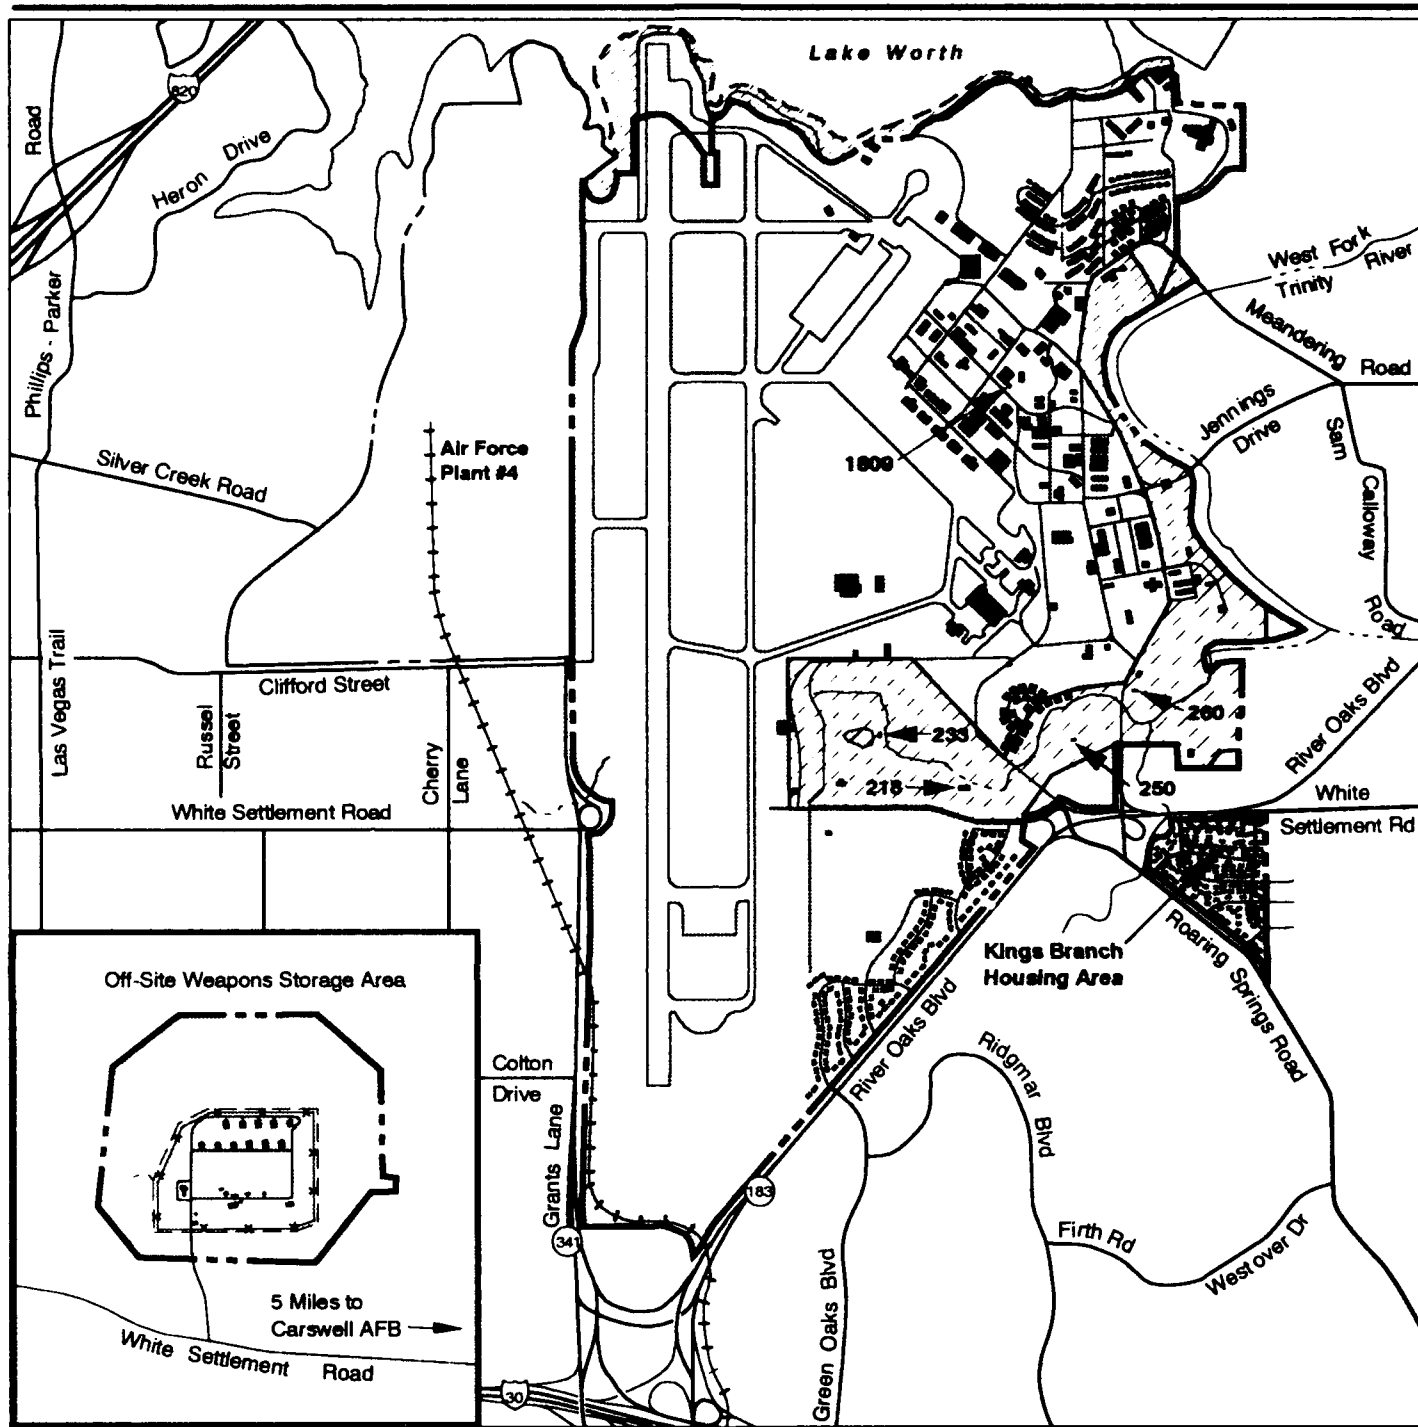 Lake Worth
820
Road
Heron Drive
West Fork
Trinity River
Meandering
Road
Phillips - Parker
Jennings
Drive
Sam
Calloway
Road
Air Force
Plant #4
Silver Creek Road
1809
Las Vegas Trail
Clifford Street
Russel
Street
Cherry
Lane
260
233
River Oaks Blvd
218
250
White
Settlement Rd
White Settlement Road
Kings Branch
Housing Area
Roaring Springs Road
River Oaks Blvd
Off-Site Weapons Storage Area
Colton
Drive
Ridgmar Blvd
Grants Lane
183
341
Firth Rd
Westover Dr
Green Oaks Blvd
5 Miles to
Carswell AFB
White Settlement Road
30